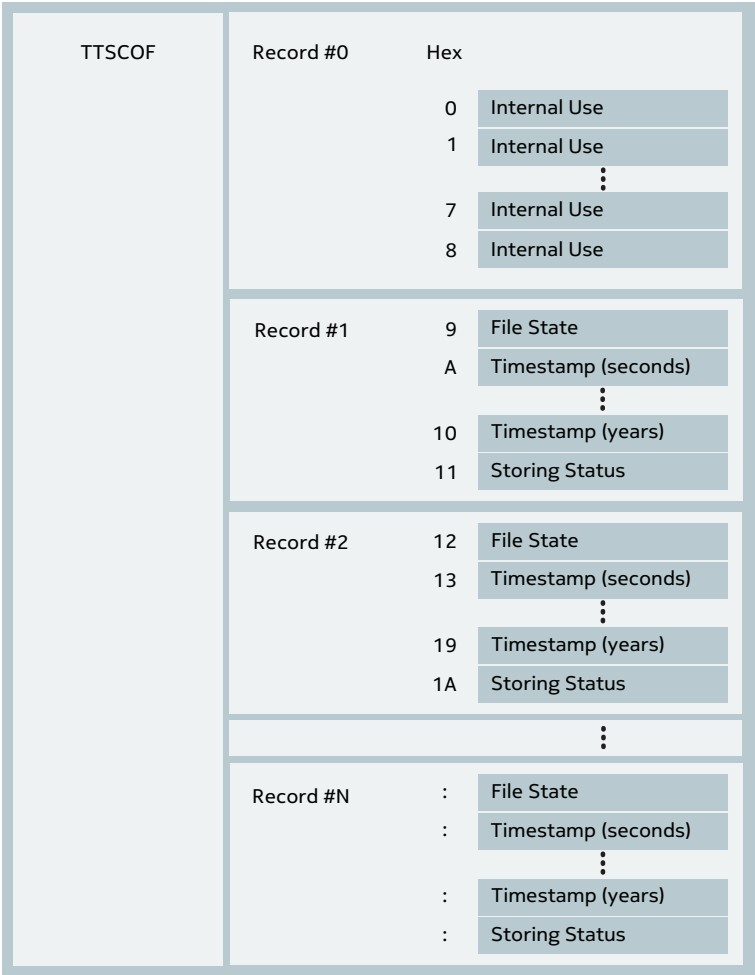 TTSCOF Record #0 Hex
0 Internal Use
1 Internal Use
7 Internal Use
8 Internal Use
Record #1 9 File State
A Timestamp (seconds)
10 Timestamp (years)
11 Storing Status
Record #2 12 File State
13 Timestamp (seconds)
19 Timestamp (years)
1A Storing Status
Record #N : File State
: Timestamp (seconds)
: Timestamp (years)
: Storing Status